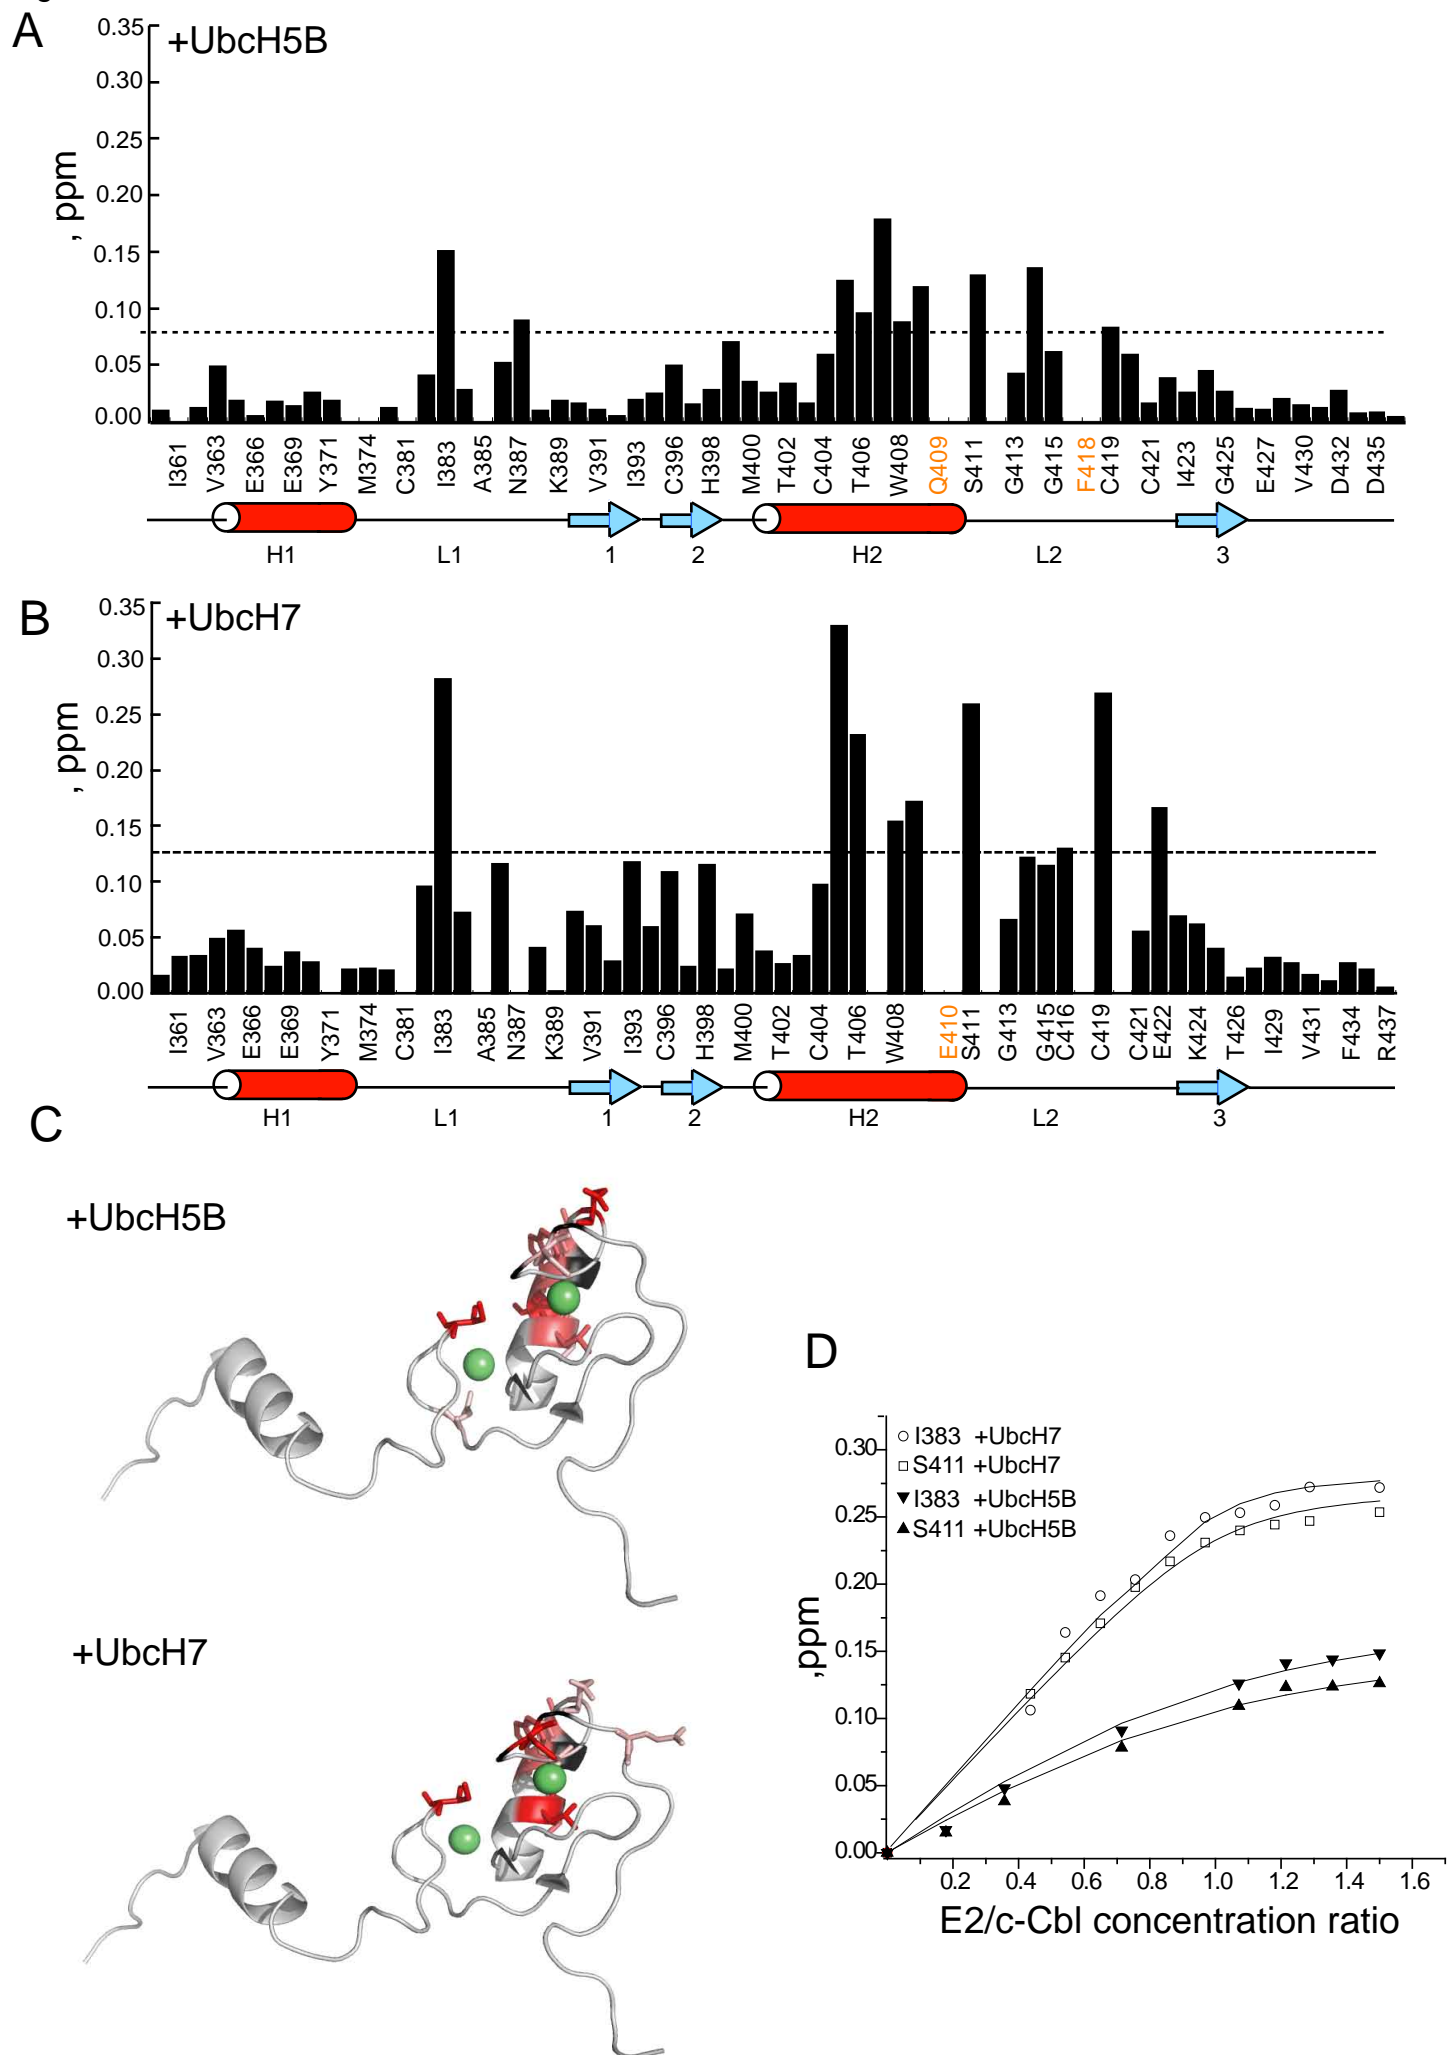 A
+UbcH5B
0.35
0.30
0.25
0.20
0.15
0.10
0.05
0.00
, ppm
I361 V363 E366 E369 Y371 M374 C381 I383 A385 N387 K389 V391 I393 C396 H398 M400 T402 C404 T406 W408 Q409 S411 G413 G415 F418 C419 C421 I423 G425 E427 V430 D432 D435
H1 L1 1 2 H2 L2 3
B
+UbcH7
0.35
0.30
0.25
0.20
0.15
0.10
0.05
0.00
, ppm
I361 V363 E366 E369 Y371 M374 C381 I383 A385 N387 K389 V391 I393 C396 H398 M400 T402 C404 T406 W408 E410 S411 G413 G415 C416 C419 C421 E422 K424 T426 I429 V431 F434 R437
H1 L1 1 2 H2 L2 3
C
+UbcH5B
+UbcH7
D
I383 +UbcH7
S411 +UbcH7
I383 +UbcH5B
S411 +UbcH5B
0.30
0.25
0.20
0.15
0.10
0.05
0.00
,ppm
0.2 0.4 0.6 0.8 1.0 1.2 1.4 1.6
E2/c-Cbl concentration ratio